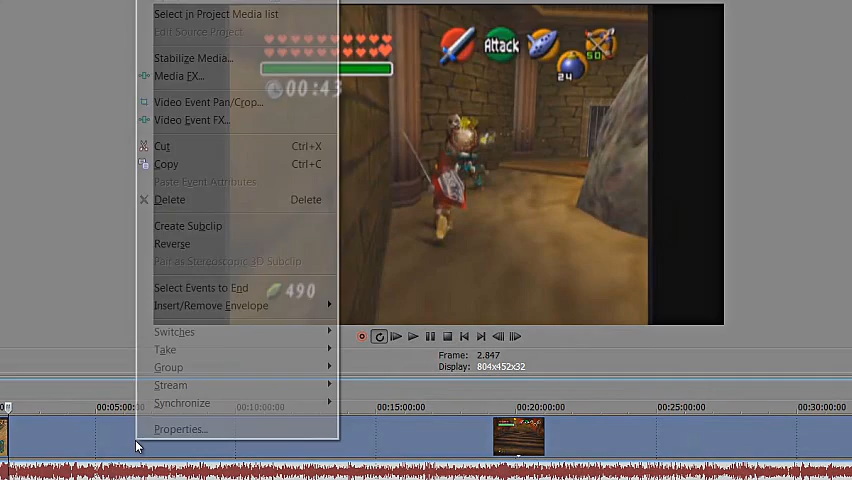 Select in Project Media list
Edit Source Project
Stabilize Media...
Media FX...
Video Event Pan/Crop...
Video Event FX...
Cut Ctrl+X
Copy Ctrl+C
Paste Event Attributes
Delete Delete
Create Subclip
Reverse
Pair as Stereoscopic 3D Subclip
Select Events to End
Insert/Remove Envelope
Switches
Take
Group
Stream
Synchronize
Properties...
00:43
490
Attack
24
50
Frame: 2.847
Display: 804x452x32
00:05:00:00
00:10:00:00
00:15:00:00
00:20:00:00
00:25:00:00
00:30:00:00